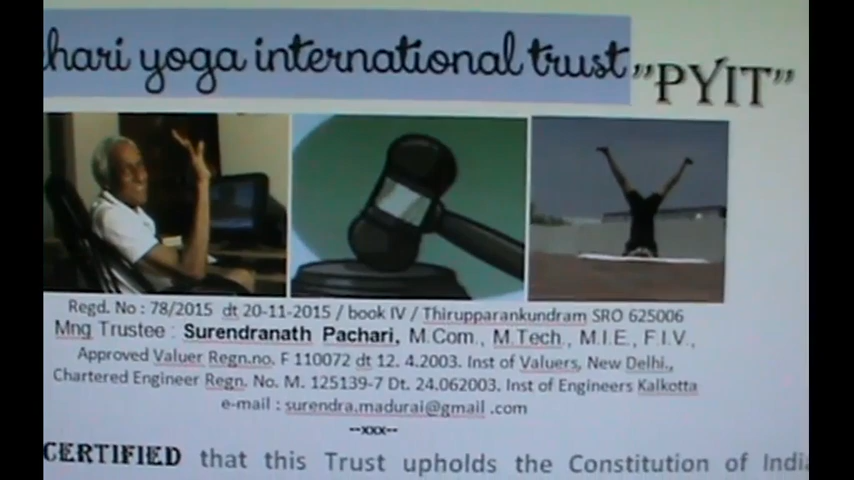 hari yoga international trust "PYIT"
Regd. No : 78/2015 dt 20-11-2015 / book IV / Thirupparankundram SRO 625006
Mng Trustee : Surendranath Pachari, M.Com., M.Tech., M.I.E., F.I.V.,
Approved Valuer Regn.no. F 110072 dt 12. 4.2003. Inst of Valuers, New Delhi.,
Chartered Engineer Regn. No. M. 125139-7 Dt. 24.062003. Inst of Engineers Kalkotta
e-mail : surendra.madurai@gmail .com
--xxx--
CERTIFIED that this Trust upholds the Constitution of India